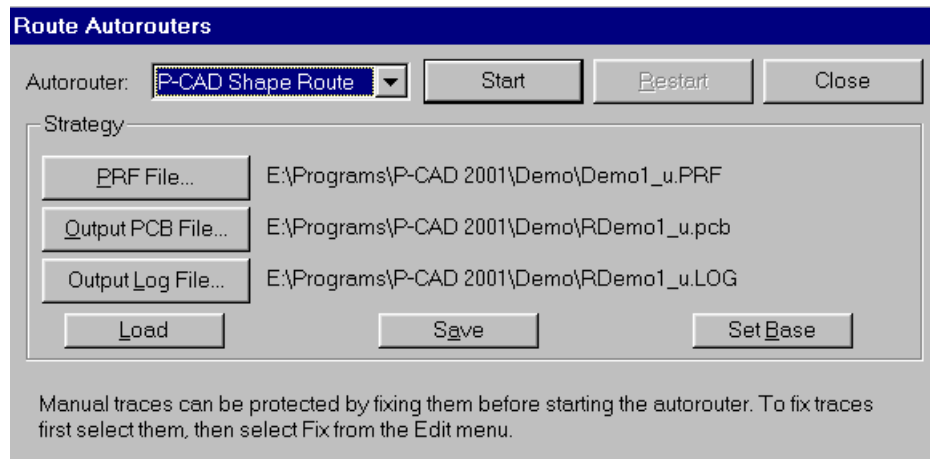 Route Autorouters
Autorouter: P-CAD Shape Route Start Restart Close
Strategy
PRF File... E:\Programs\P-CAD 2001\Demo\Demo1_u.PRF
Output PCB File... E:\Programs\P-CAD 2001\Demo\RDemo1_u.pcb
Output Log File... E:\Programs\P-CAD 2001\Demo\RDemo1_u.LOG
Load Save Set Base
Manual traces can be protected by fixing them before starting the autorouter. To fix traces
first select them, then select Fix from the Edit menu.